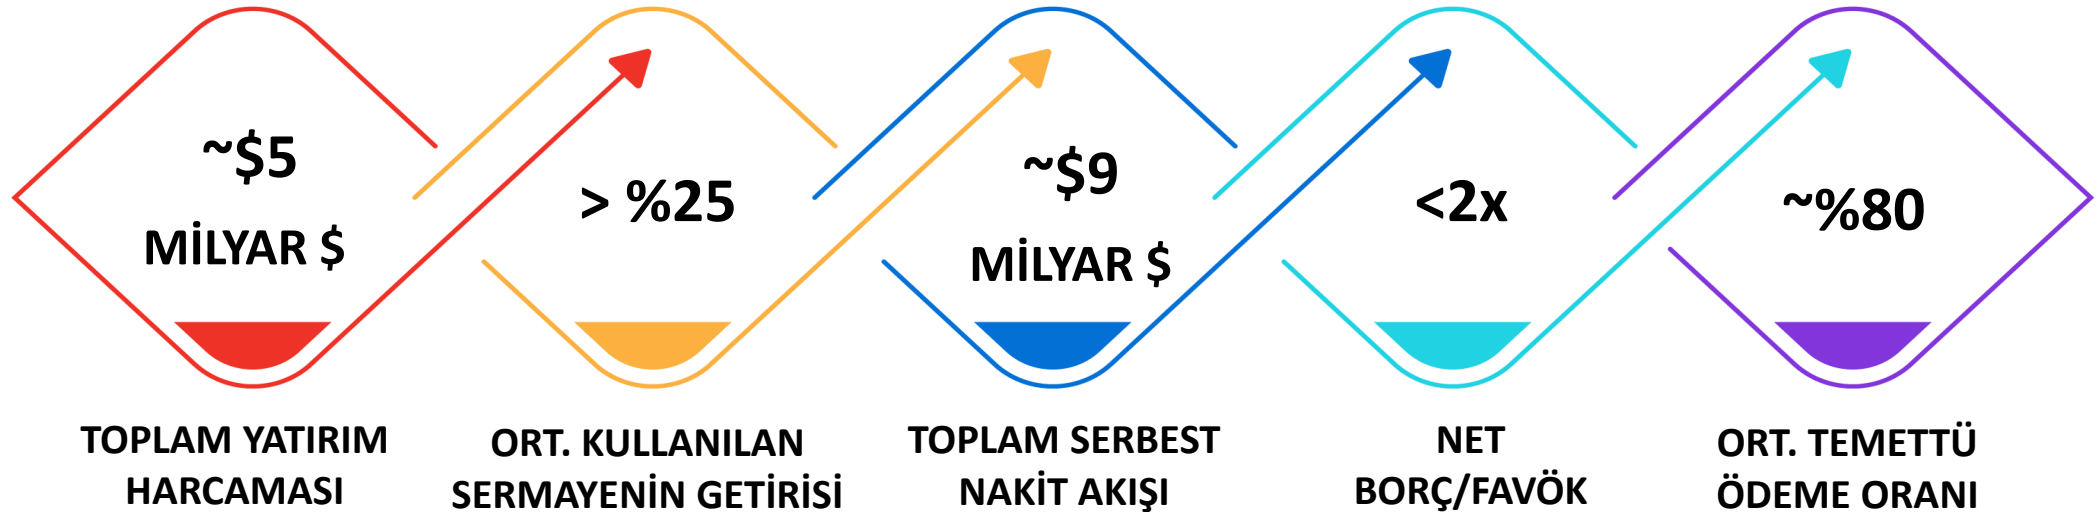 ~$5
MİLYAR $
> %25
~$9
MİLYAR $
<2x
~%80
TOPLAM YATIRIM
HARCAMASI
ORT. KULLANILAN
SERMAYENİN GETİRİSİ
TOPLAM SERBEST
NAKİT AKIŞI
NET
BORÇ/FAVÖK
ORT. TEMETTÜ
ÖDEME ORANI